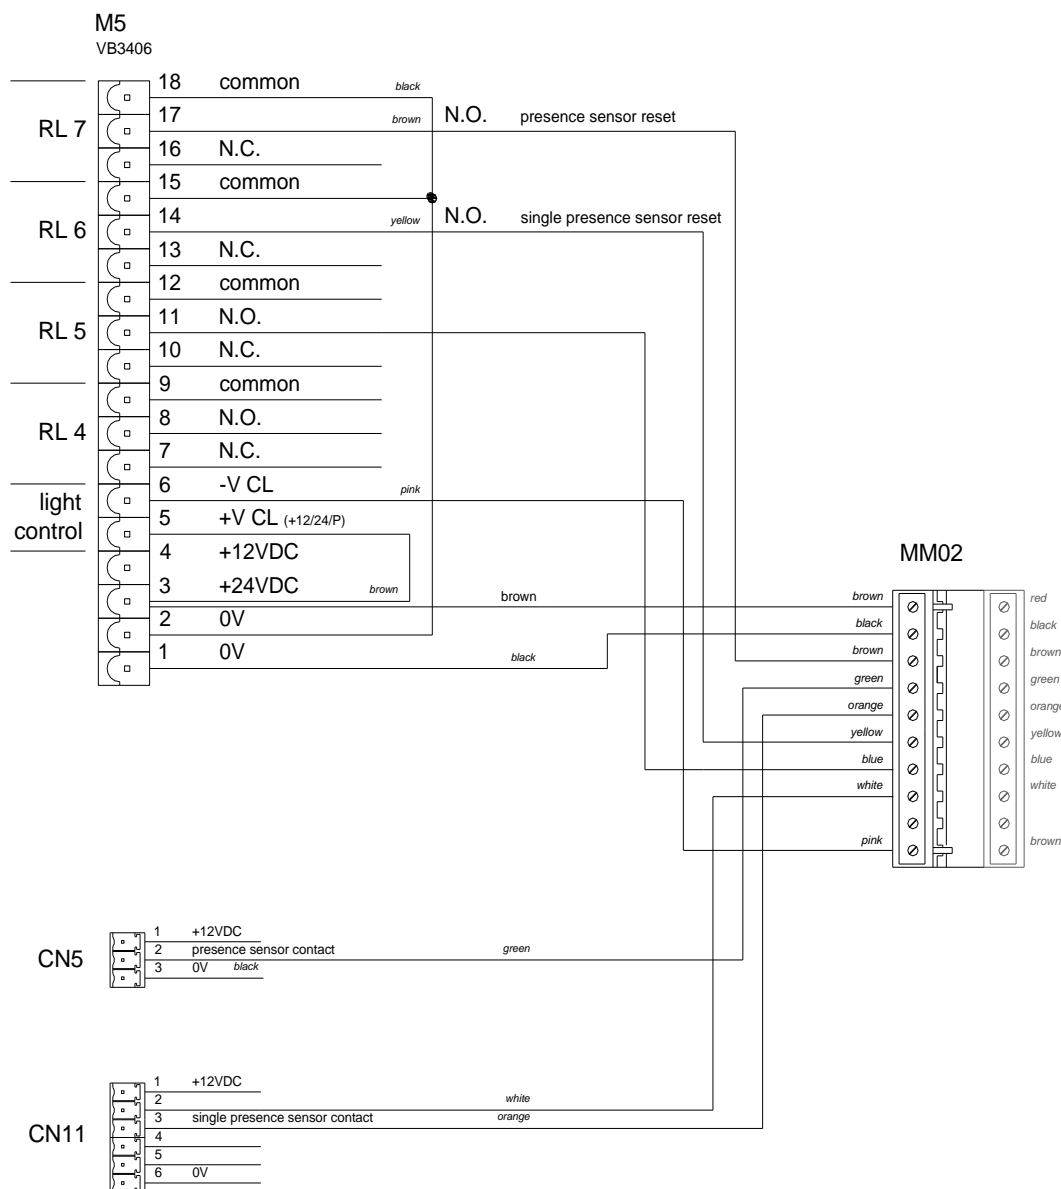 M5
VB3406
18 common black
RL 7 17 brown N.O. presence sensor reset
16 N.C.
15 common
RL 6 14 yellow N.O. single presence sensor reset
13 N.C.
12 common
RL 5 11 N.O.
10 N.C.
9 common
RL 4 8 N.O.
7 N.C.
light control
6 -V CL pink
5 +V CL (+12/24/P)
4 +12VDC
3 +24VDC brown
brown
2 0V
1 0V black
MM02
brown red
black black
brown brown
green green
orange orange
yellow yellow
blue blue
white white
pink brown
CN5
1 +12VDC
2 presence sensor contact green
3 0V black
CN11
1 +12VDC
2 white
3 single presence sensor contact orange
4
5
6 0V